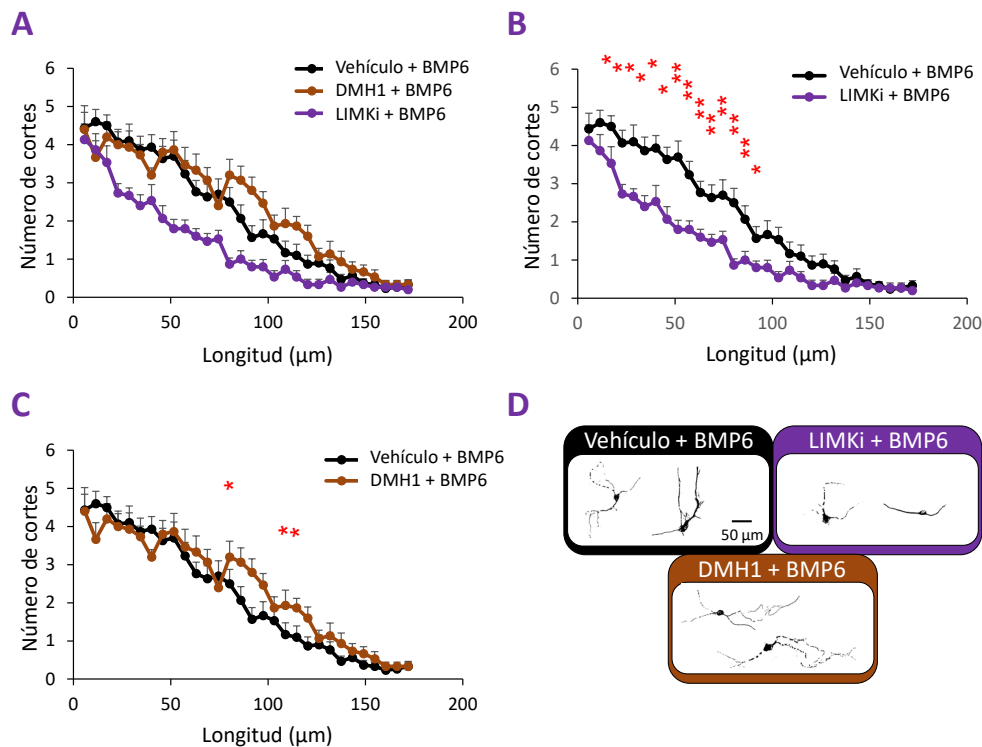 A
Vehículo + BMP6
DMH1 + BMP6
LIMKi + BMP6
Número de cortes
6
5
4
3
2
1
0
0 50 100 150 200
Longitud (µm)
B
Vehículo + BMP6
LIMKi + BMP6
* * * * * * * * * * * * * * * * * * * * *
Número de cortes
6
5
4
3
2
1
0
0 50 100 150 200
Longitud (µm)
C
Vehículo + BMP6
DMH1 + BMP6
*
**
Número de cortes
6
5
4
3
2
1
0
0 50 100 150 200
Longitud (µm)
D
Vehículo + BMP6
50 µm
LIMKi + BMP6
DMH1 + BMP6